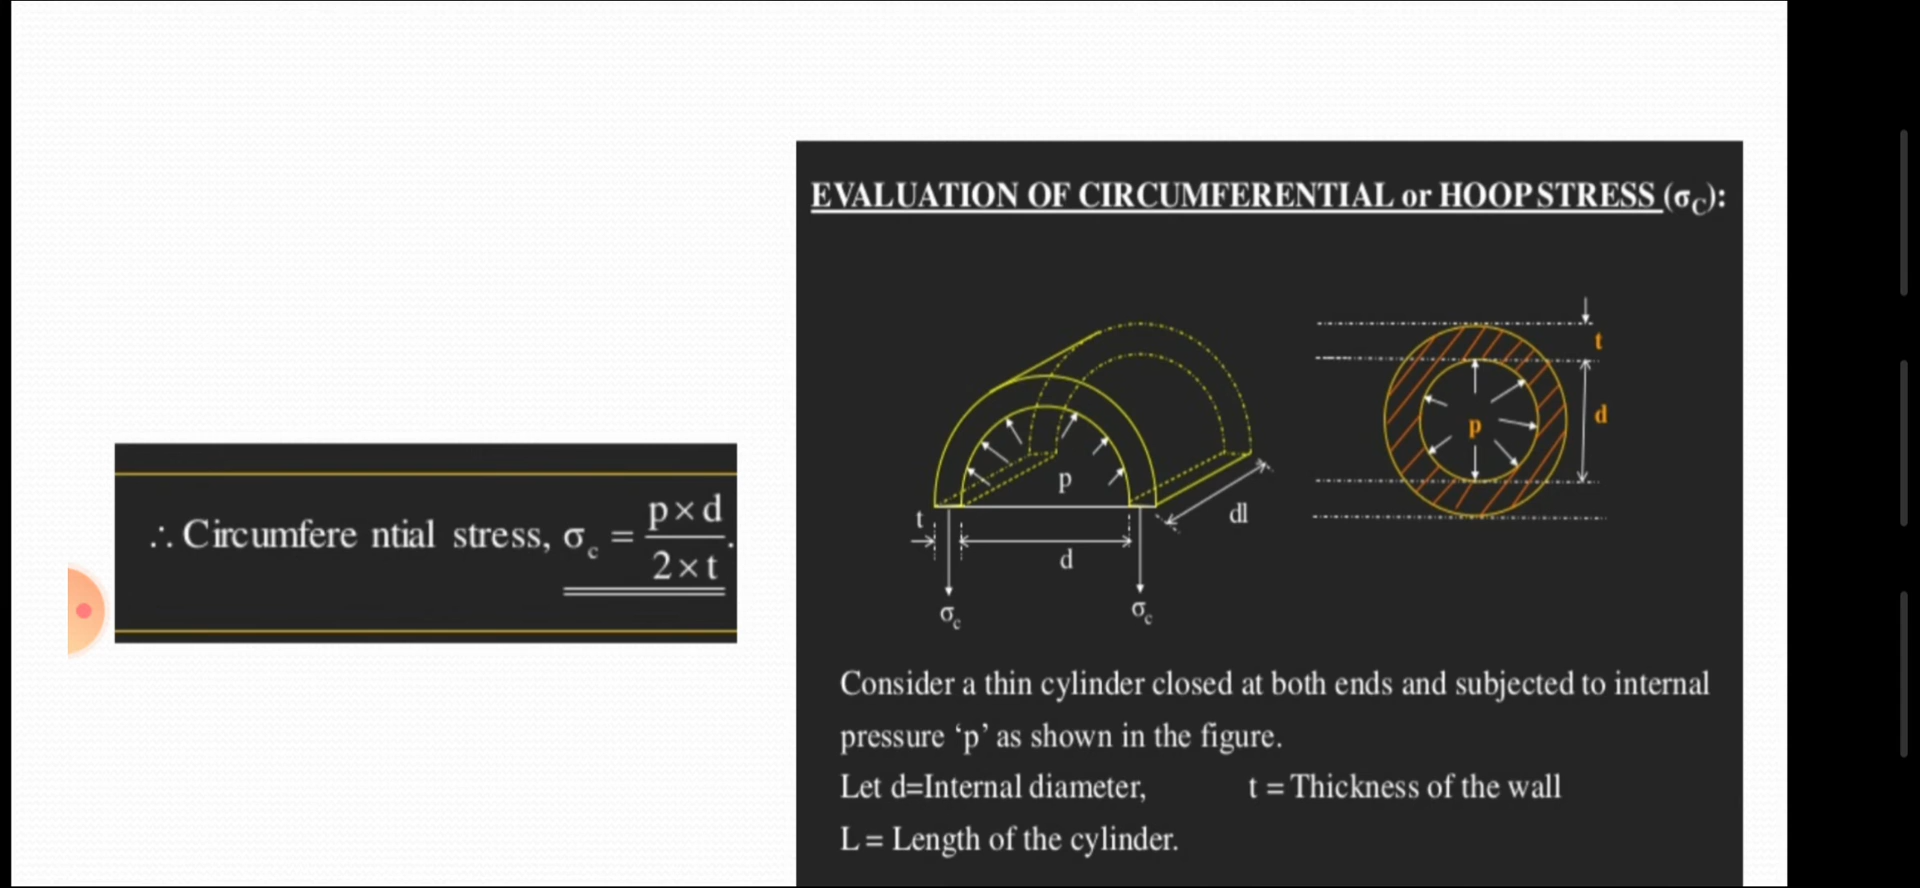 ∴ Circumfere ntial stress, σc = p×d / 2×t .
EVALUATION OF CIRCUMFERENTIAL or HOOP STRESS (σC):
p
t
d
dl
σc
σc
t
d
p
Consider a thin cylinder closed at both ends and subjected to internal
pressure ‘p’ as shown in the figure.
Let d=Internal diameter, t = Thickness of the wall
L = Length of the cylinder.